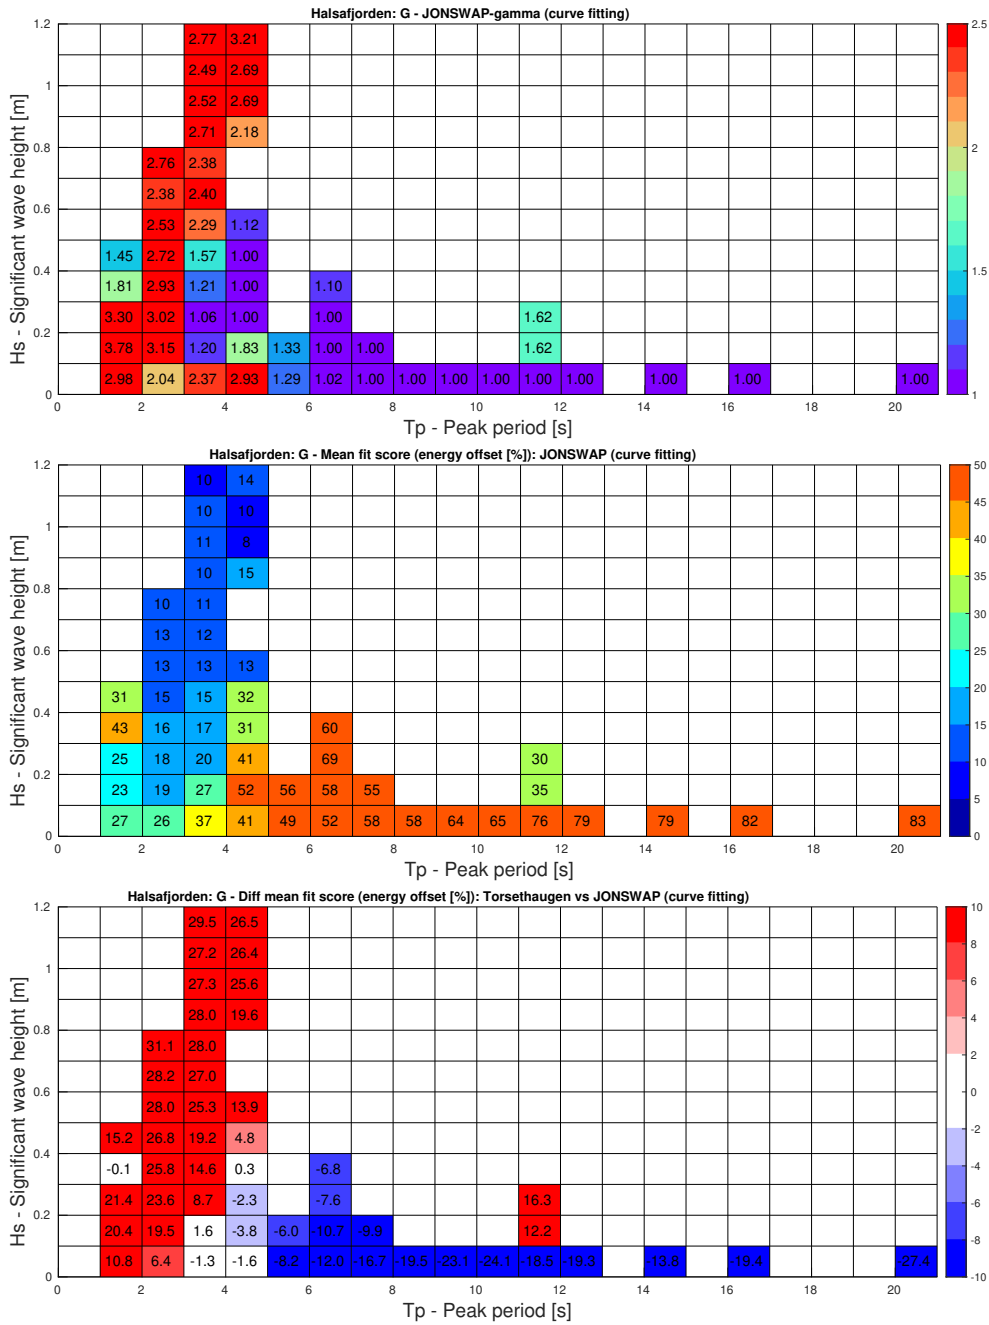 Halsafjorden: G - JONSWAP-gamma (curve fitting)
1.2 2.77 3.21 2.5
2.49 2.69
1 2.52 2.69
2.71 2.18
0.8 2.76 2.38 2
2.38 2.40
0.6 2.53 2.29 1.12
1.45 2.72 1.57 1.00
0.4 1.81 2.93 1.21 1.00 1.10 1.5
3.30 3.02 1.06 1.00 1.00 1.62
0.2 3.78 3.15 1.20 1.83 1.33 1.00 1.00 1.62
2.98 2.04 2.37 2.93 1.29 1.02 1.00 1.00 1.00 1.00 1.00 1.00 1.00 1.00 1.00
0 1
0 2 4 6 8 10 12 14 16 18 20
Tp - Peak period [s]
Hs - Significant wave height [m]
Halsafjorden: G - Mean fit score (energy offset [%]): JONSWAP (curve fitting)
1.2 10 14 50
10 10 45
1 11 8 40
10 15
0.8 10 11 35
13 12 30
0.6 13 13 13 25
31 15 15 32 20
0.4 43 16 17 31 60 15
25 18 20 41 69 30 10
0.2 23 19 27 52 56 58 55 35 5
27 26 37 41 49 52 58 58 64 65 76 79 79 82 83
0 0
0 2 4 6 8 10 12 14 16 18 20
Tp - Peak period [s]
Hs - Significant wave height [m]
Halsafjorden: G - Diff mean fit score (energy offset [%]): Torsethaugen vs JONSWAP (curve fitting)
1.2 29.5 26.5 10
27.2 26.4 8
1 27.3 25.6 6
28.0 19.6 4
0.8 31.1 28.0 2
28.2 27.0 0
0.6 28.0 25.3 13.9 -2
15.2 26.8 19.2 4.8
0.4 -0.1 25.8 14.6 0.3 -6.8 -4
21.4 23.6 8.7 -2.3 -7.6 16.3 -6
0.2 20.4 19.5 1.6 -3.8 -6.0 -10.7 -9.9 12.2 -8
10.8 6.4 -1.3 -1.6 -8.2 -12.0 -16.7 -19.5 -23.1 -24.1 -18.5 -19.3 -13.8 -19.4 -27.4
0 -10
0 2 4 6 8 10 12 14 16 18 20
Tp - Peak period [s]
Hs - Significant wave height [m]